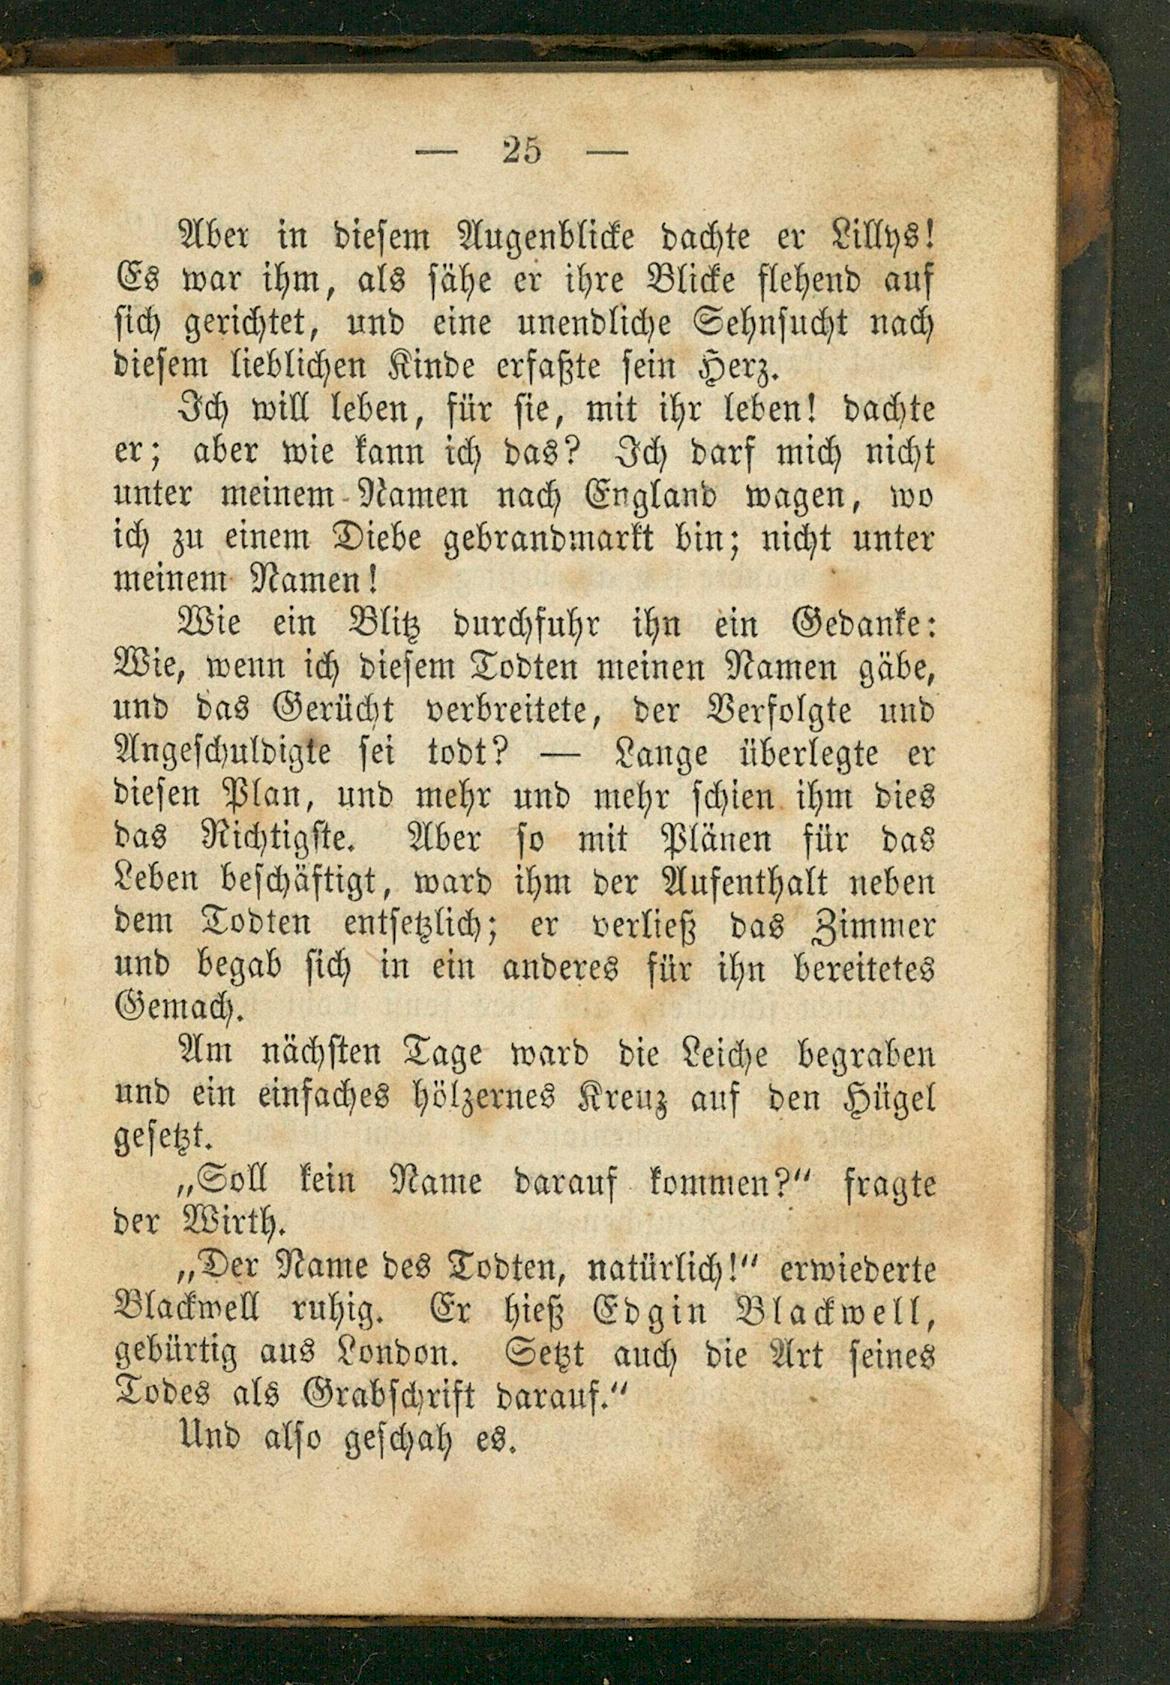 — 25 —
Aber in diesem Augenblicke dachte er Lillys!
Es war ihm, als sähe er ihre Blicke flehend auf
sich gerichtet, und eine unendliche Sehnsucht nach
diesem lieblichen Kinde erfaßte sein Herz.
Ich will leben, für sie, mit ihr leben! dachte
er; aber wie kann ich das? Ich darf mich nicht
unter meinem Namen nach England wagen, wo
ich zu einem Diebe gebrandmarkt bin; nicht unter
meinem Namen!
Wie ein Blitz durchfuhr ihn ein Gedanke:
Wie, wenn ich diesem Todten meinen Namen gäbe,
und das Gerücht verbreitete, der Verfolgte und
Angeschuldigte sei todt? — Lange überlegte er
diesen Plan, und mehr und mehr schien ihm dies
das Richtigste. Aber so mit Plänen für das
Leben beschäftigt, ward ihm der Aufenthalt neben
dem Todten entsetzlich; er verließ das Zimmer
und begab sich in ein anderes für ihn bereitetes
Gemach.
Am nächsten Tage ward die Leiche begraben
und ein einfaches hölzernes Kreuz auf den Hügel
gesetzt.
„Soll kein Name darauf kommen?“ fragte
der Wirth.
„Der Name des Todten, natürlich!“ erwiederte
Blackwell ruhig. Er hieß Edgin Blackwell,
gebürtig aus London. Setzt auch die Art seines
Todes als Grabschrift darauf.“
Und also geschah es.